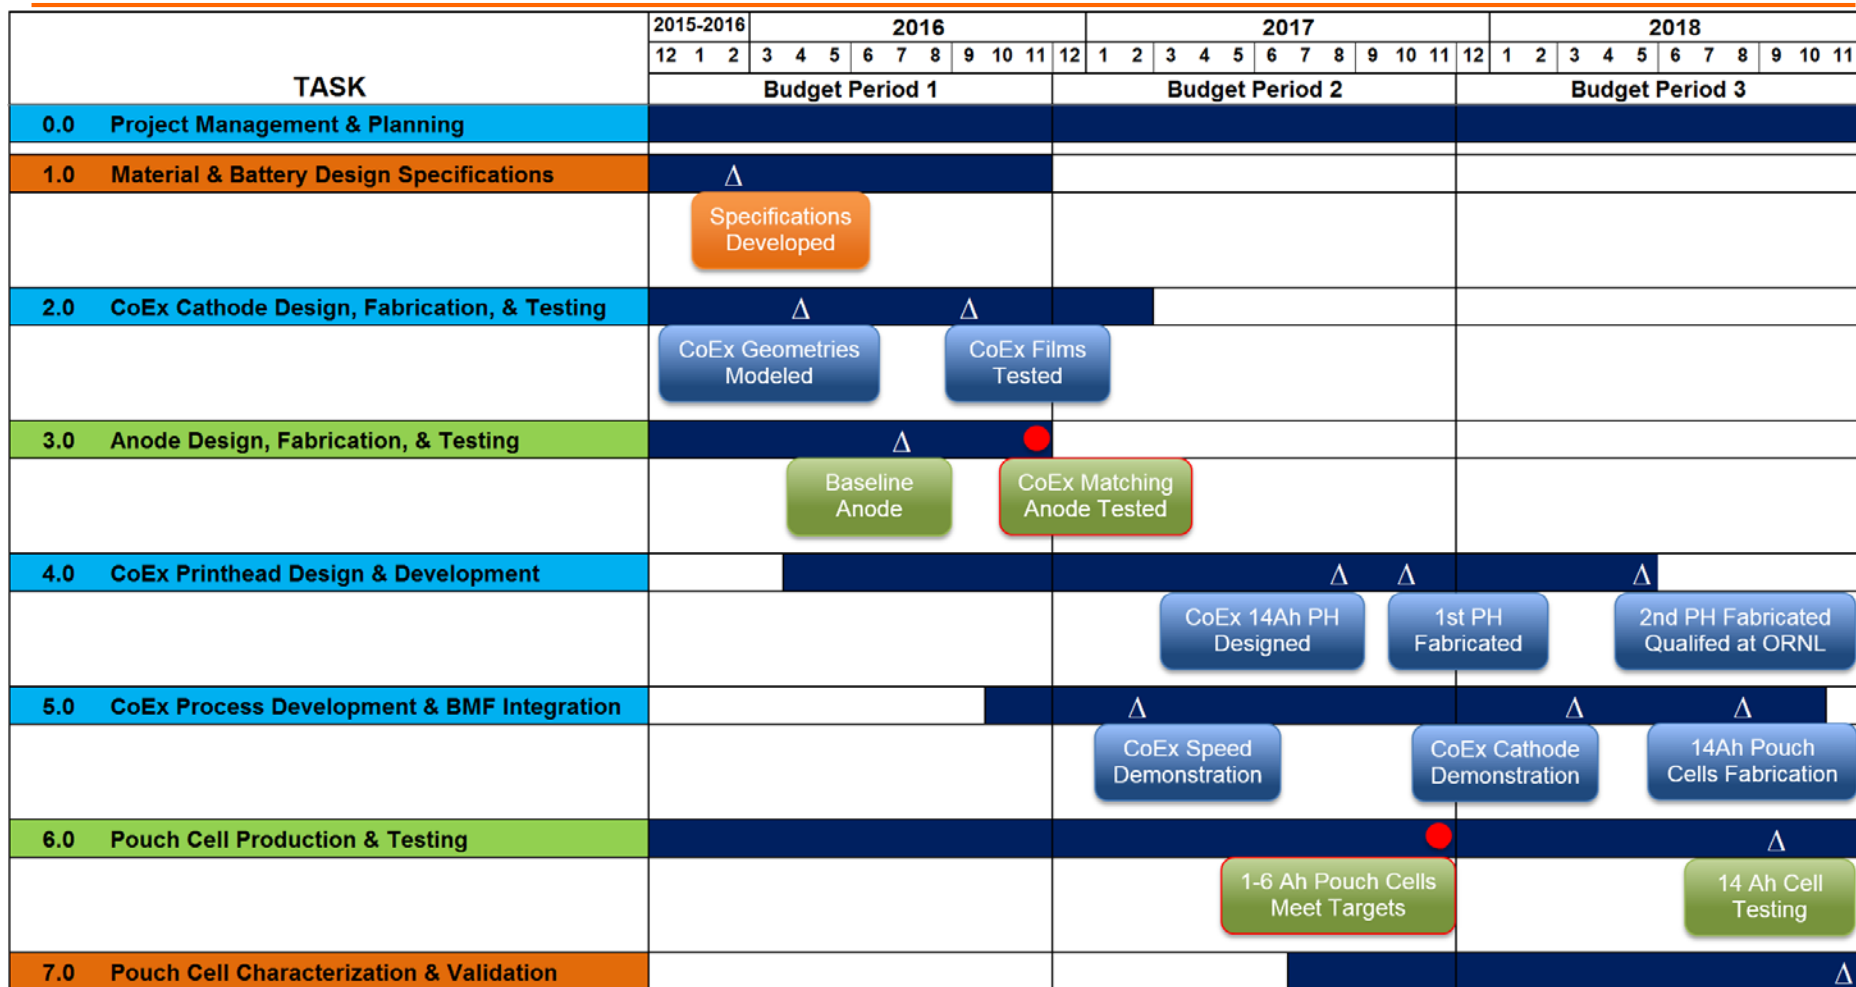 2015-2016 2016 2017 2018
12 1 2 3 4 5 6 7 8 9 10 11 12 1 2 3 4 5 6 7 8 9 10 11 12 1 2 3 4 5 6 7 8 9 10 11
TASK Budget Period 1 Budget Period 2 Budget Period 3
0.0 Project Management & Planning
1.0 Material & Battery Design Specifications Δ
Specifications
Developed
2.0 CoEx Cathode Design, Fabrication, & Testing Δ Δ
CoEx Geometries
Modeled
CoEx Films
Tested
3.0 Anode Design, Fabrication, & Testing Δ
Baseline
Anode
CoEx Matching
Anode Tested
4.0 CoEx Printhead Design & Development Δ Δ Δ
CoEx 14Ah PH
Designed
1st PH
Fabricated
2nd PH Fabricated
Qualifed at ORNL
5.0 CoEx Process Development & BMF Integration Δ Δ Δ
CoEx Speed
Demonstration
CoEx Cathode
Demonstration
14Ah Pouch
Cells Fabrication
6.0 Pouch Cell Production & Testing Δ
1-6 Ah Pouch Cells
Meet Targets
14 Ah Cell
Testing
7.0 Pouch Cell Characterization & Validation Δ